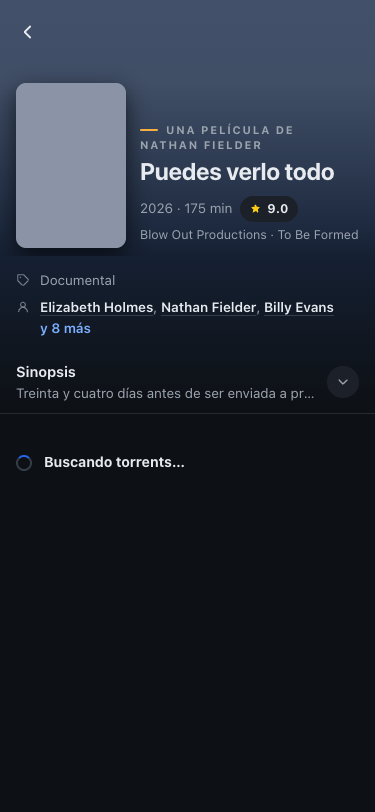 UNA PELÍCULA DE
NATHAN FIELDER
Puedes verlo todo
2026 · 175 min ★ 9.0
Blow Out Productions · To Be Formed
Documental
Elizabeth Holmes, Nathan Fielder, Billy Evans
y 8 más
Sinopsis
Treinta y cuatro días antes de ser enviada a pr...
Buscando torrents...